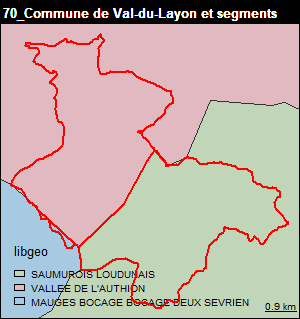 70_Commune de Val-du-Layon et segments
libgeo
SAUMUROIS LOUDUNAIS
VALLEE DE L'AUTHION
MAUGES BOCAGE BOCAGE DEUX SEVRIEN
0.9 km